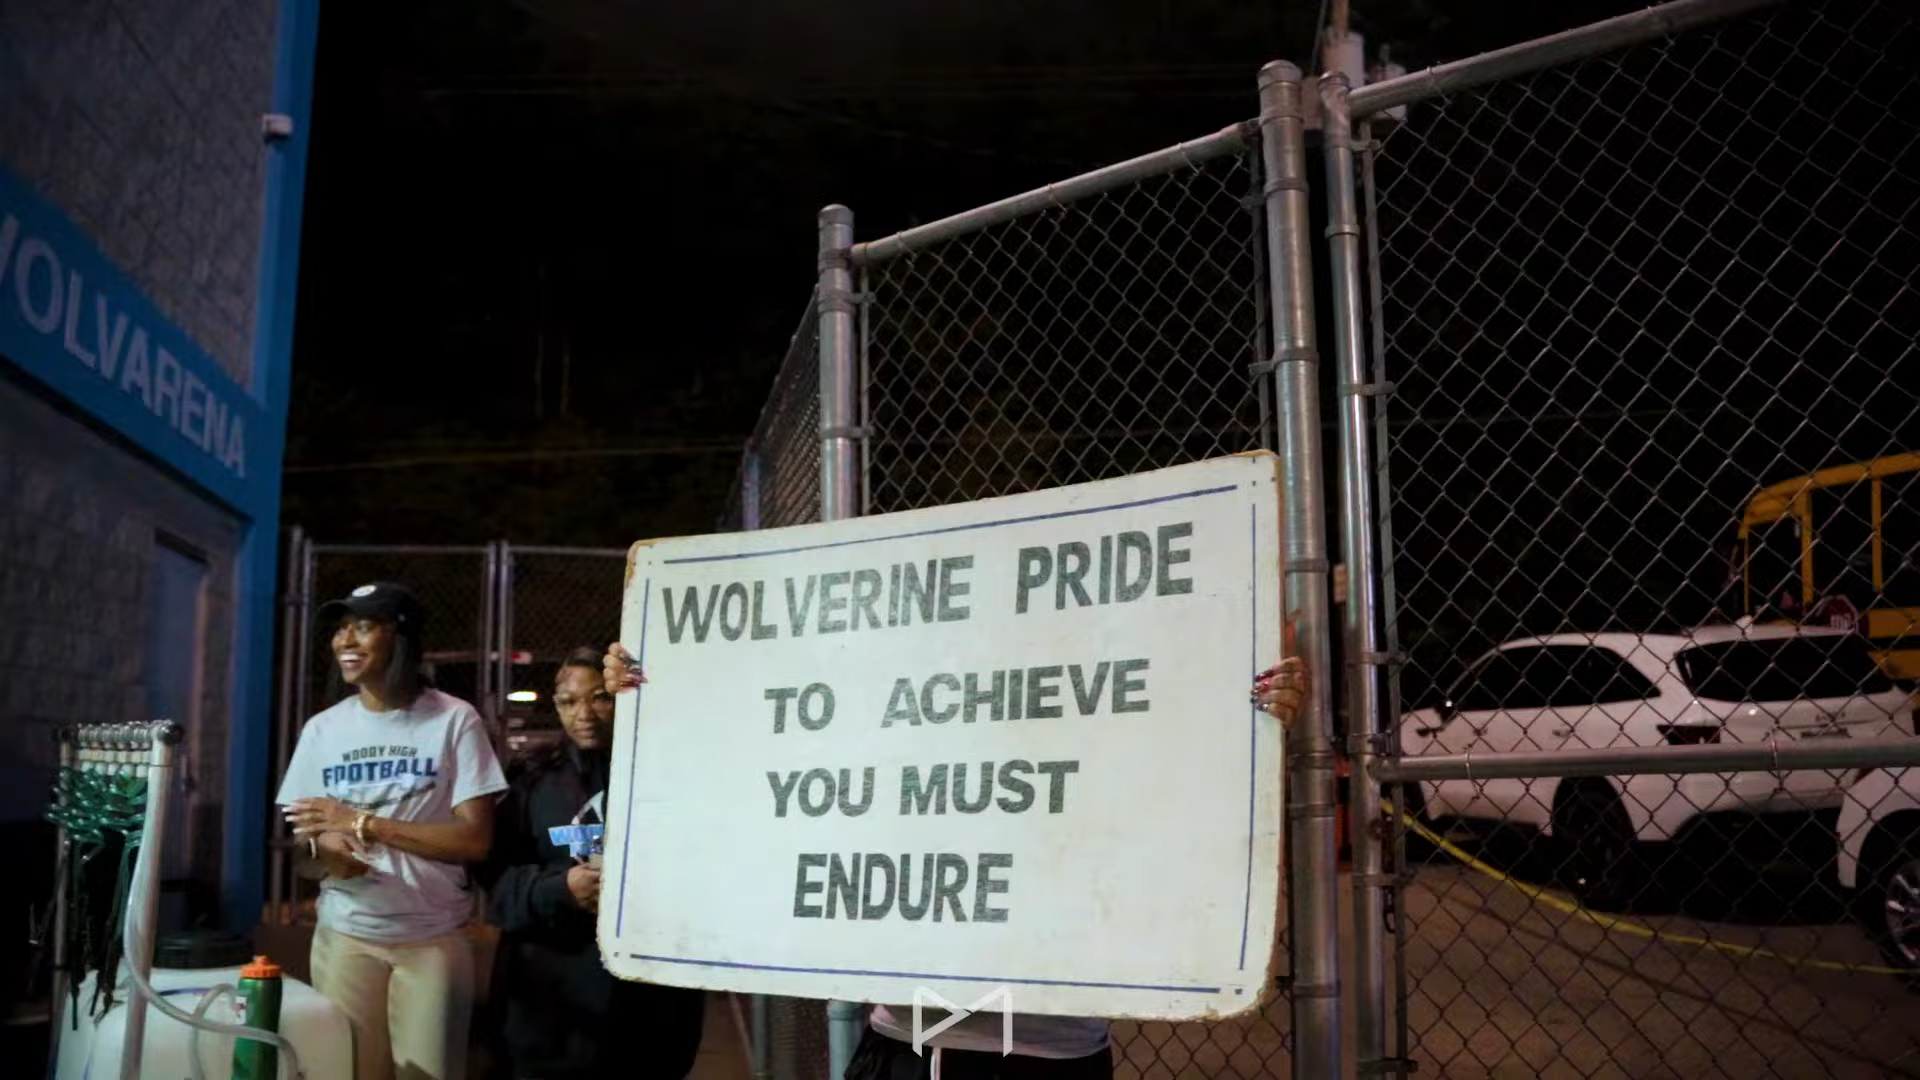 WOLVARENA
WOODY HIGH
FOOTBALL
WOLVERINE PRIDE
TO ACHIEVE
YOU MUST
ENDURE